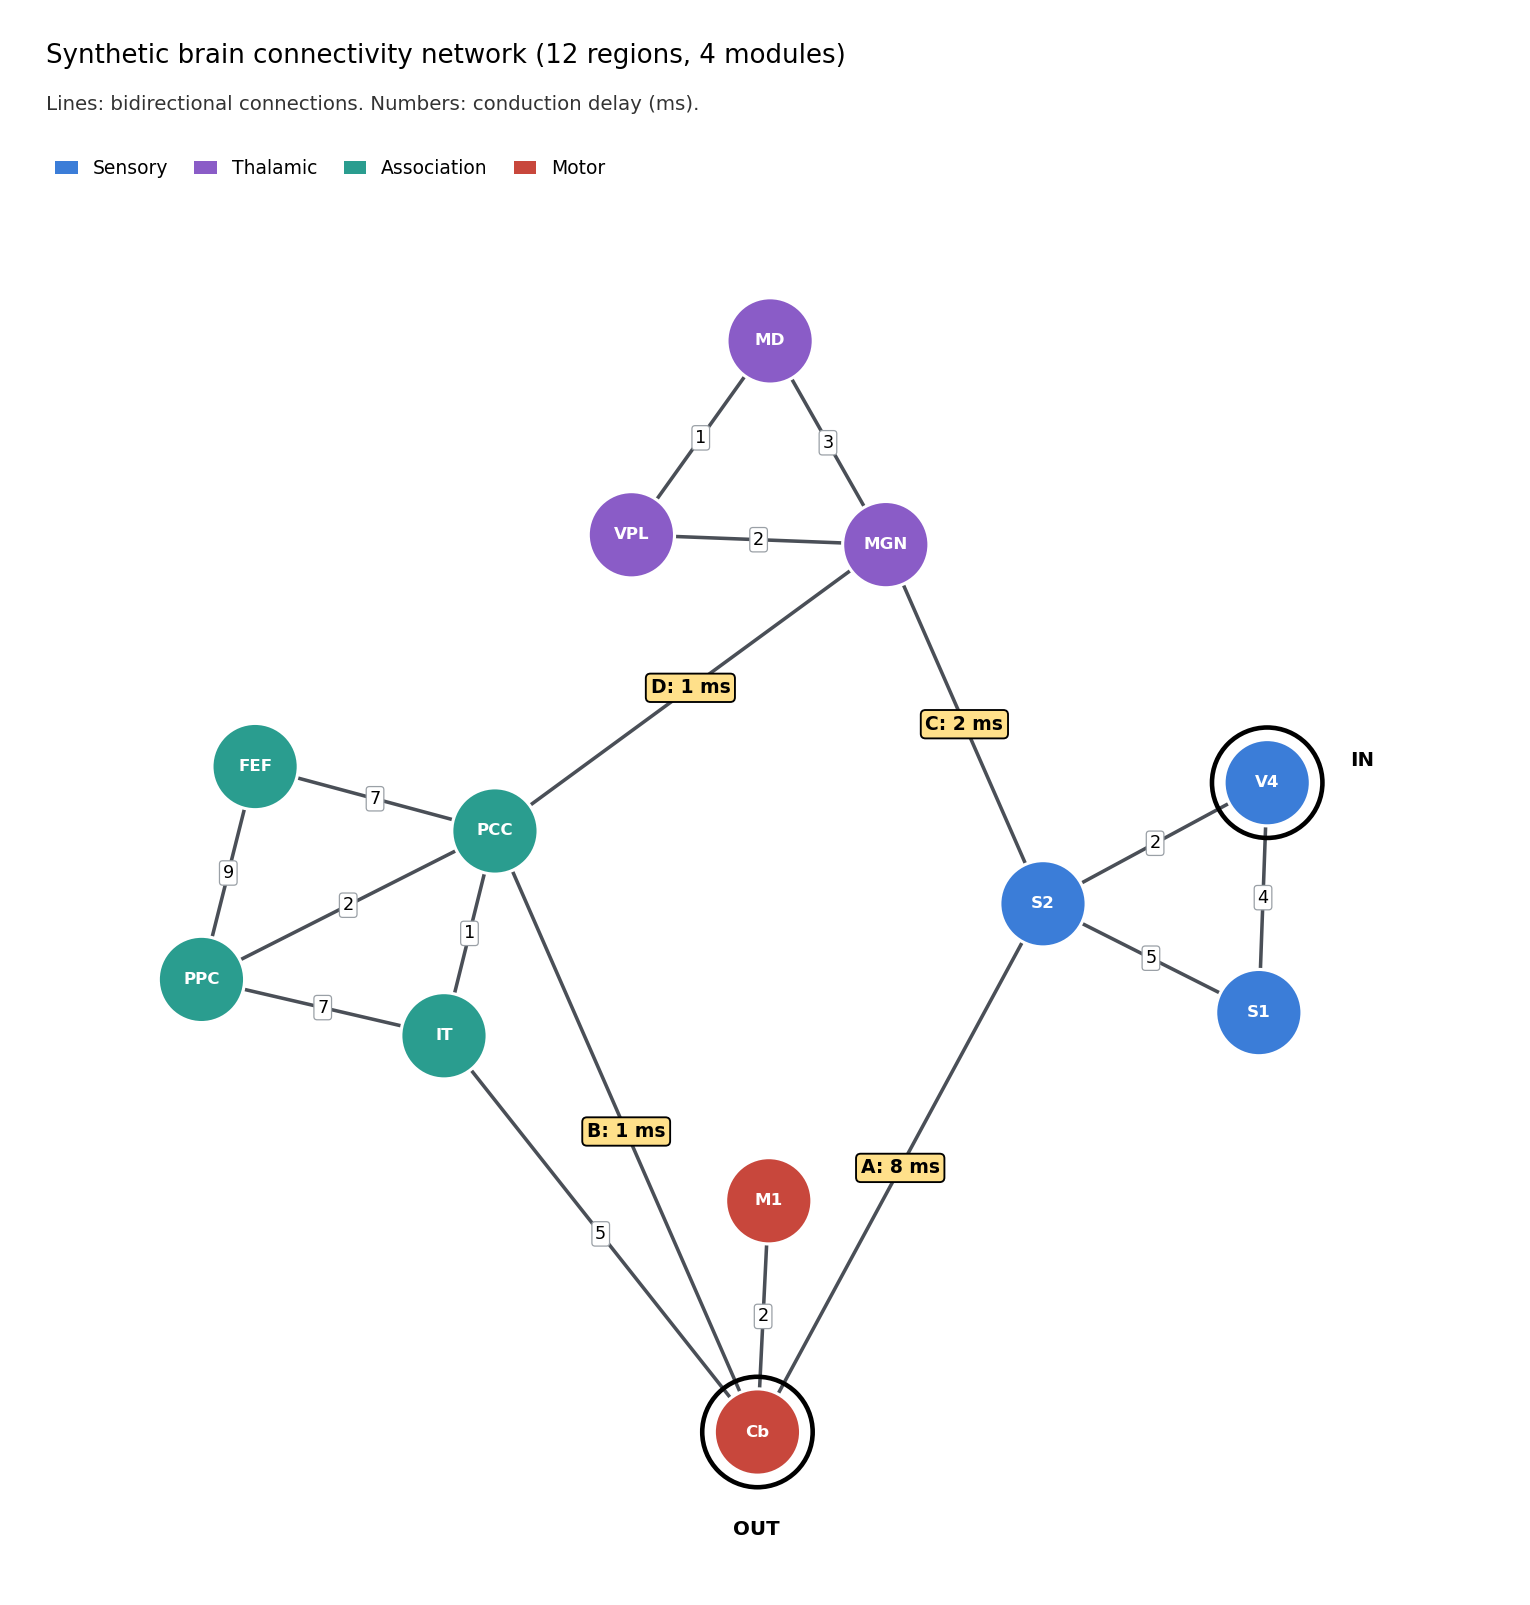 Synthetic brain connectivity network (12 regions, 4 modules)
Lines: bidirectional connections. Numbers: conduction delay (ms).
Sensory Thalamic Association Motor
MD
1
3
VPL
2
MGN
D: 1 ms
C: 2 ms
FEF
7
PCC
V4
IN
2
9
2
1
S2
4
5
PPC
7
IT
S1
B: 1 ms
A: 8 ms
M1
5
2
Cb
OUT